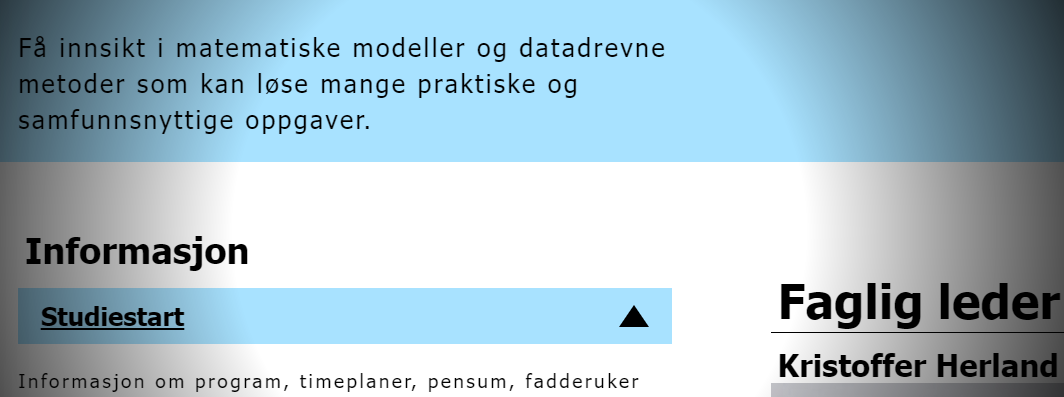 Få innsikt i matematiske modeller og datadrevne
metoder som kan løse mange praktiske og
samfunnsnyttige oppgaver.
Informasjon
Studiestart
Informasjon om program, timeplaner, pensum, fadderuker
Faglig leder
Kristoffer Herland